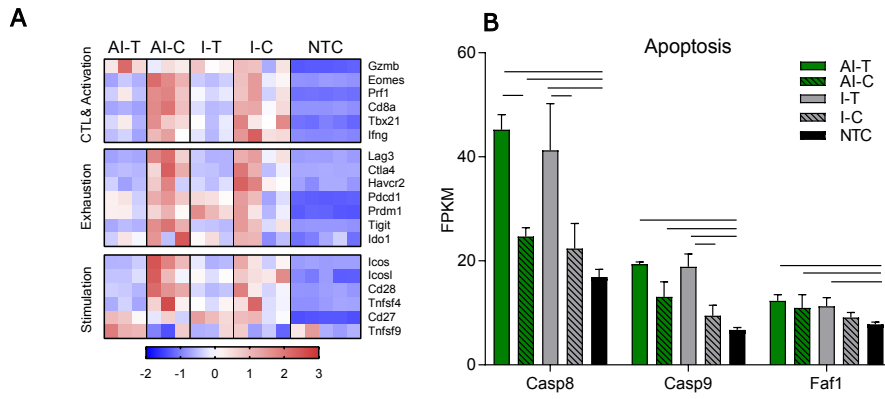 A
AI-T AI-C I-T I-C NTC
CTL& Activation
Gzmb
Eomes
Prf1
Cd8a
Tbx21
Ifng
Exhaustion
Lag3
Ctla4
Havcr2
Pdcd1
Prdm1
Tigit
Ido1
Stimulation
Icos
Icosl
Cd28
Tnfsf4
Cd27
Tnfsf9
-2 -1 0 1 2 3
B
Apoptosis
FPKM
60
40
20
0
Casp8 Casp9 Faf1
AI-T
AI-C
I-T
I-C
NTC